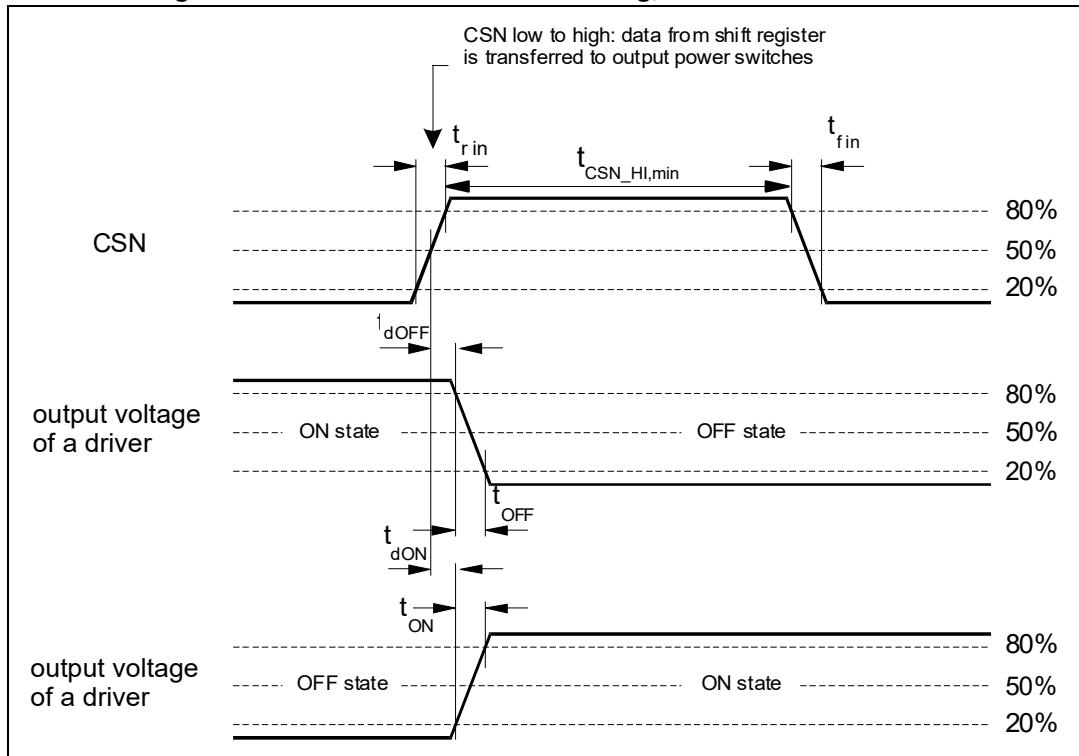 CSN low to high: data from shift register
is transferred to output power switches
t r in
t CSN_HI,min
t f in
CSN
80%
50%
20%
t dOFF
output voltage
of a driver
ON state
OFF state
80%
50%
20%
t OFF
t dON
t ON
output voltage
of a driver
OFF state
ON state
80%
50%
20%